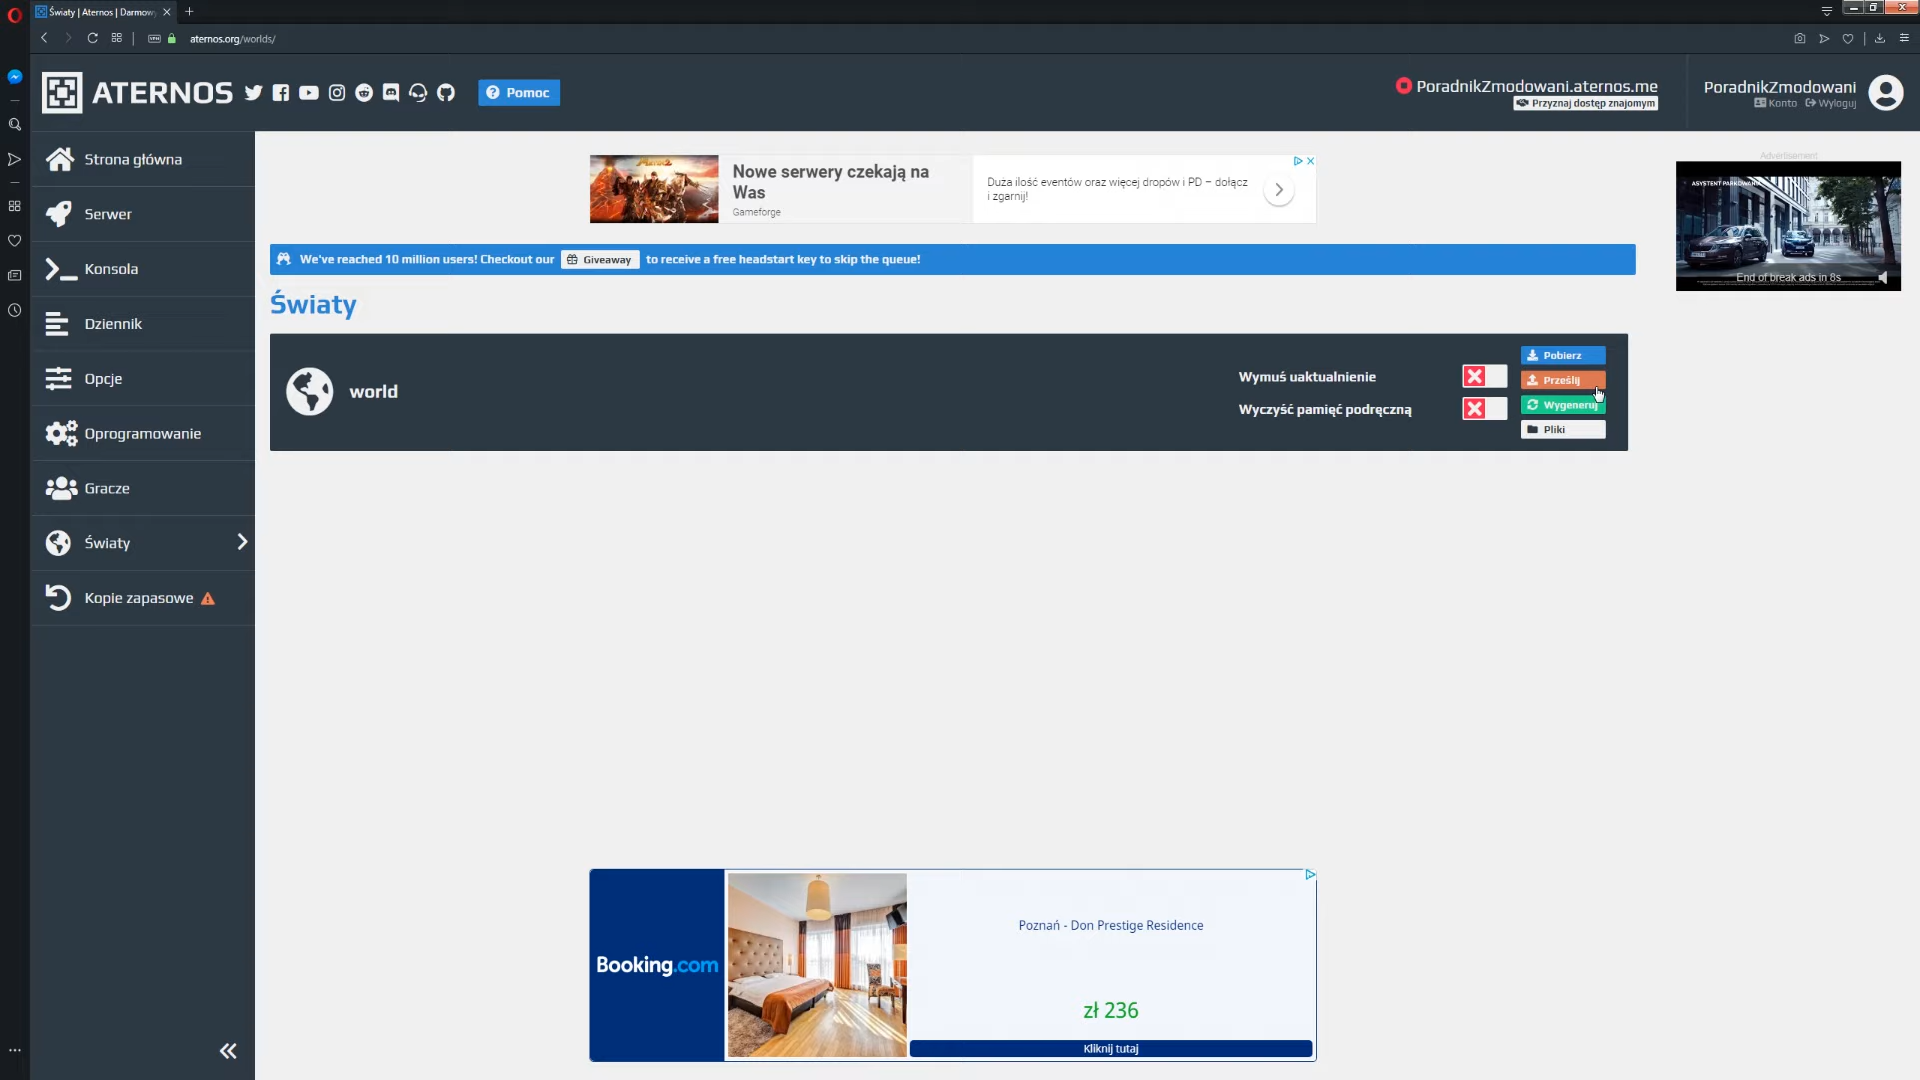 Światy | Aternos | Darmow
VPN
aternos.org/worlds/
ATERNOS
Pomoc
PoradnikZmodowani.aternos.me
Przyznaj dostęp znajomym
PoradnikZmodowani
Konto
Wyloguj
Strona główna
Serwer
Konsola
Dziennik
Opcje
Oprogramowanie
Gracze
Światy
Kopie zapasowe
Nowe serwery czekają na
Was
Gameforge
Duża ilość eventów oraz więcej dropów i PD – dołącz
i zgarnij!
Advertisement
ASYSTENT PARKOWANIA
End of break ads in 8s
We've reached 10 million users! Checkout our Giveaway to receive a free headstart key to skip the queue!
Światy
world
Wymuś uaktualnienie
Wyczyść pamięć podręczną
Pobierz
Prześlij
Wygeneruj
Pliki
Booking.com
Poznań - Don Prestige Residence
zł 236
Kliknij tutaj